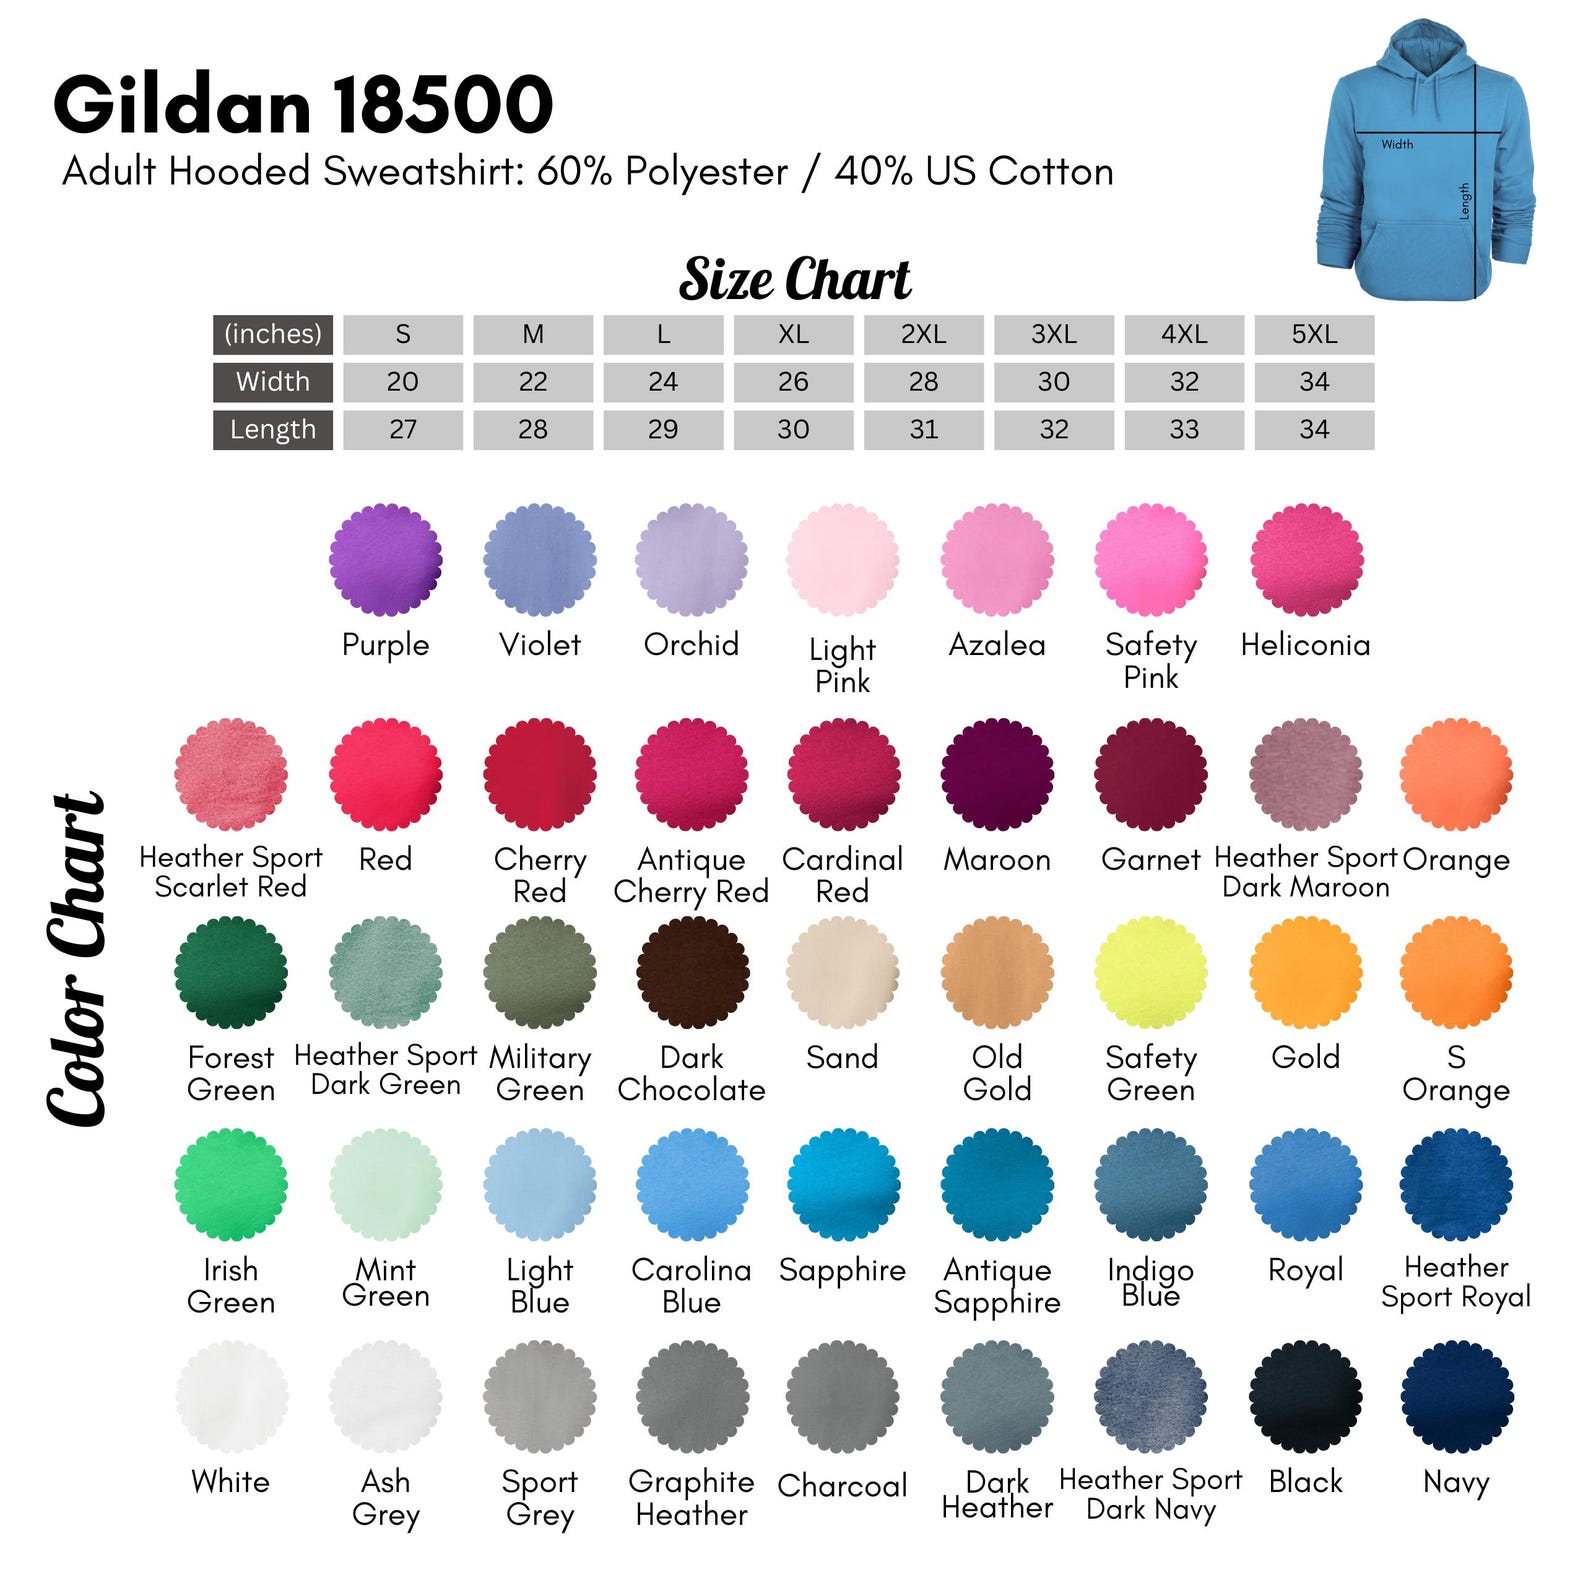 Gildan 18500
Adult Hooded Sweatshirt: 60% Polyester / 40% US Cotton
Width
Length
Size Chart
(inches) S M L XL 2XL 3XL 4XL 5XL
Width 20 22 24 26 28 30 32 34
Length 27 28 29 30 31 32 33 34
Color Chart
Purple Violet Orchid Light Azalea Safety Heliconia
Pink Pink
Heather Sport Red Cherry Antique Cardinal Maroon Garnet Heather Sport Orange
Scarlet Red Red Cherry Red Red Dark Maroon
Forest Heather Sport Military Dark Sand Old Safety Gold S
Green Dark Green Green Chocolate Gold Green Orange
Irish Mint Light Carolina Sapphire Antique Indigo Royal Heather
Green Green Blue Blue Sapphire Blue Sport Royal
White Ash Sport Graphite Charcoal Dark Heather Sport Black Navy
Grey Grey Heather Heather Dark Navy